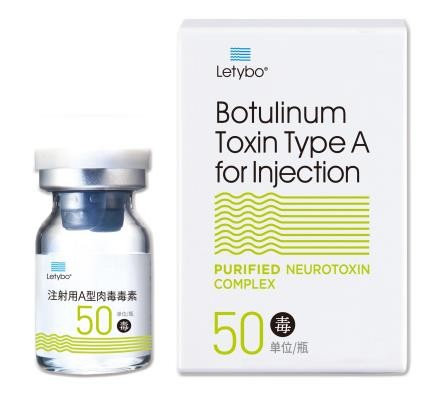 Letybo®
注射用A型肉毒毒素
50 单位/瓶
毒
Letybo®
Botulinum
Toxin Type A
for Injection
PURIFIED NEUROTOXIN
COMPLEX
50 毒
单位/瓶